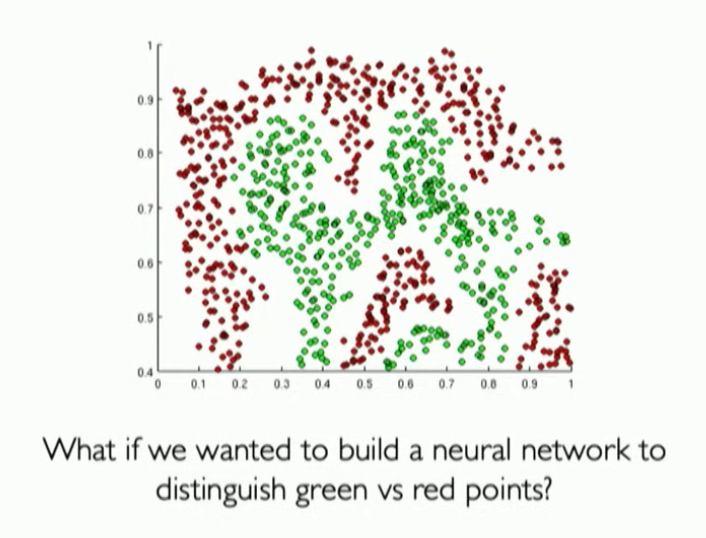 1
0.9
0.8
0.7
0.6
0.5
0.4
0 0.1 0.2 0.3 0.4 0.5 0.6 0.7 0.8 0.9 1
What if we wanted to build a neural network to
distinguish green vs red points?